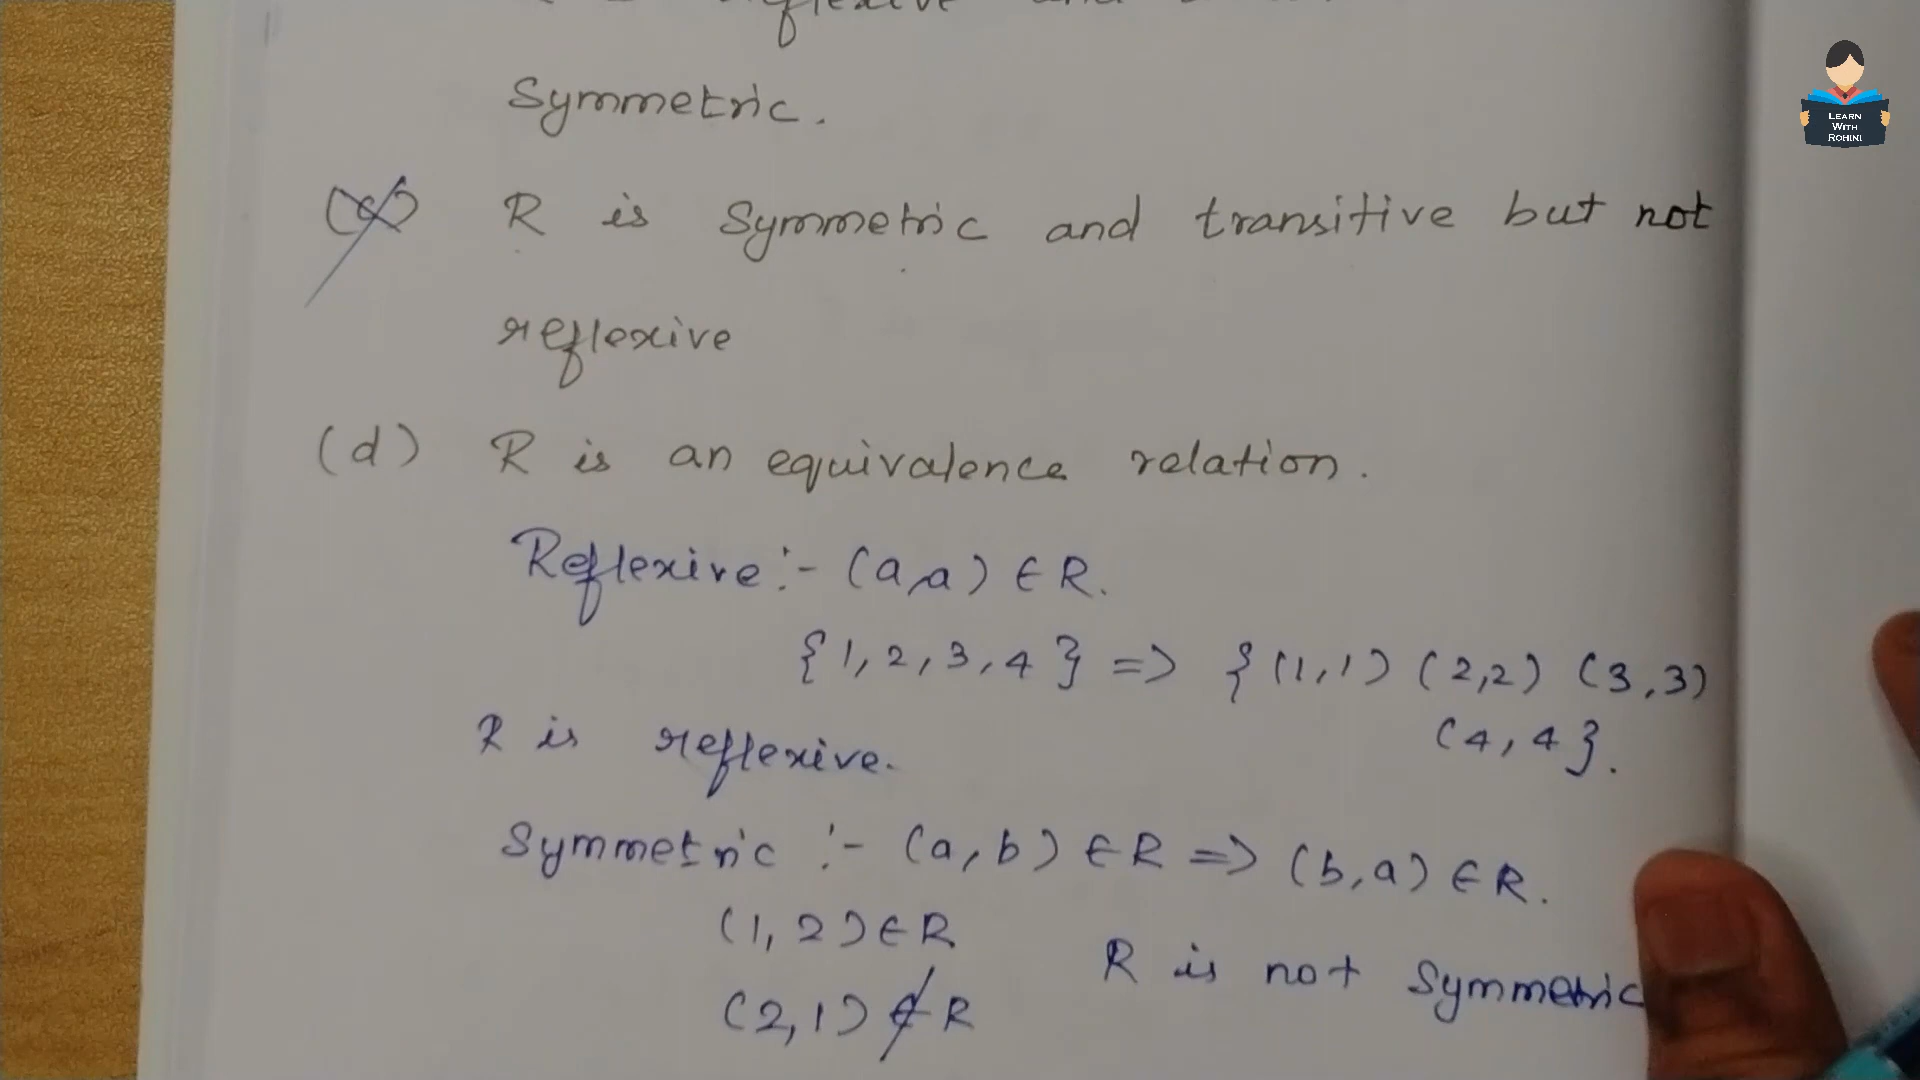 reflexive and
Symmetric.
(c) R is Symmetric and transitive but not
reflexive
(d) R is an equivalence relation.
Reflexive :- (a,a) ∈ R.
{1,2,3,4} => {(1,1) (2,2) (3,3)
(4,4}.
R is reflexive.
Symmetric :- (a,b) ∈ R => (b,a) ∈ R.
(1,2) ∈ R
R is not Symmetric
(2,1) ∉ R
LEARN
WITH
ROHINI